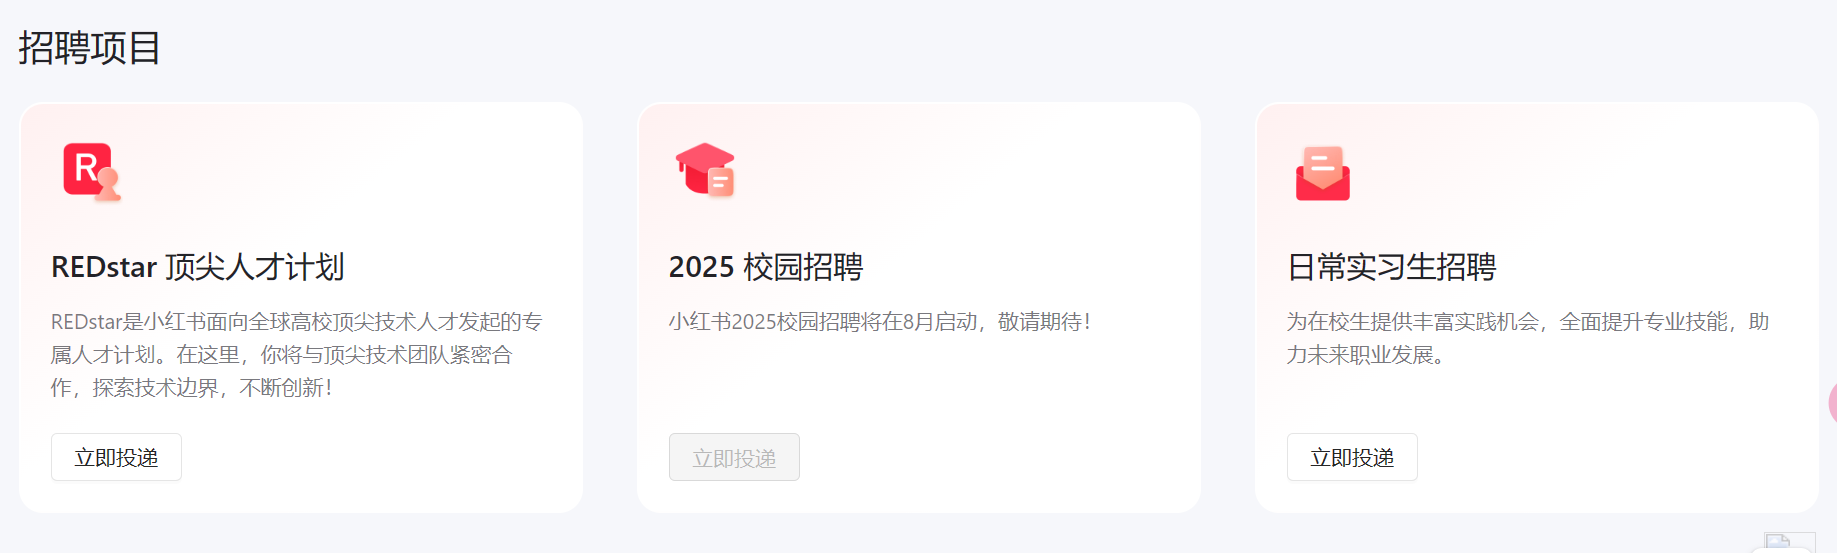 招聘项目
R
REDstar 顶尖人才计划
REDstar是小红书面向全球高校顶尖技术人才发起的专
属人才计划。在这里，你将与顶尖技术团队紧密合
作，探索技术边界，不断创新！
立即投递
2025 校园招聘
小红书2025校园招聘将在8月启动，敬请期待！
立即投递
日常实习生招聘
为在校生提供丰富实践机会，全面提升专业技能，助
力未来职业发展。
立即投递